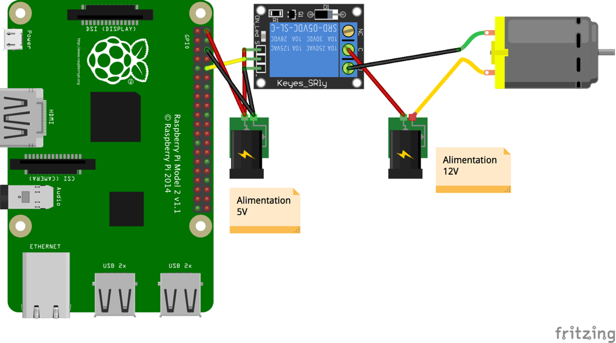 DSI (DISPLAY)
Power
GPIO
HDMI
Raspberry Pi Model 2 v1.1
© Raspberry Pi 2014
CSI (CAMERA)
Audio
ETHERNET
USB 2x
USB 2x
SRD-05VDC-SL-C
10A 250VAC 10A 125VAC
10A 30VDC 10A 28VDC
NC
C
Keyes_SRly
Alimentation
5V
Alimentation
12V
fritzing